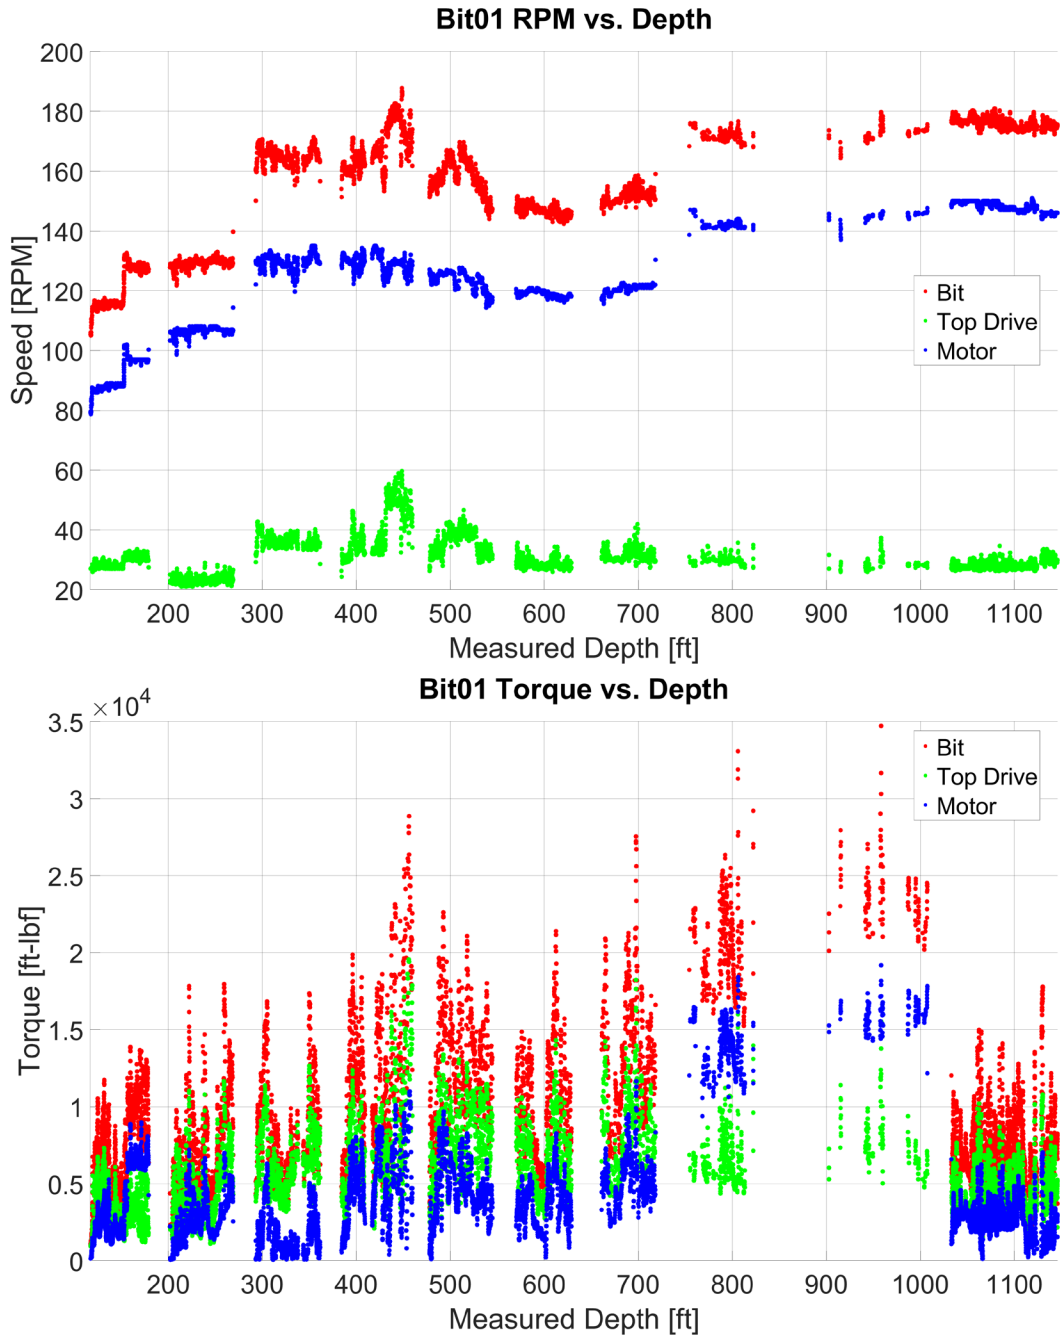 Bit01 RPM vs. Depth
200
180
160
140
120
100
80
60
40
20
Speed [RPM]
Bit
Top Drive
Motor
200 300 400 500 600 700 800 900 1000 1100
Measured Depth [ft]
Bit01 Torque vs. Depth
×10⁴
3.5
3
2.5
2
1.5
1
0.5
0
Torque [ft-lbf]
Bit
Top Drive
Motor
200 300 400 500 600 700 800 900 1000 1100
Measured Depth [ft]